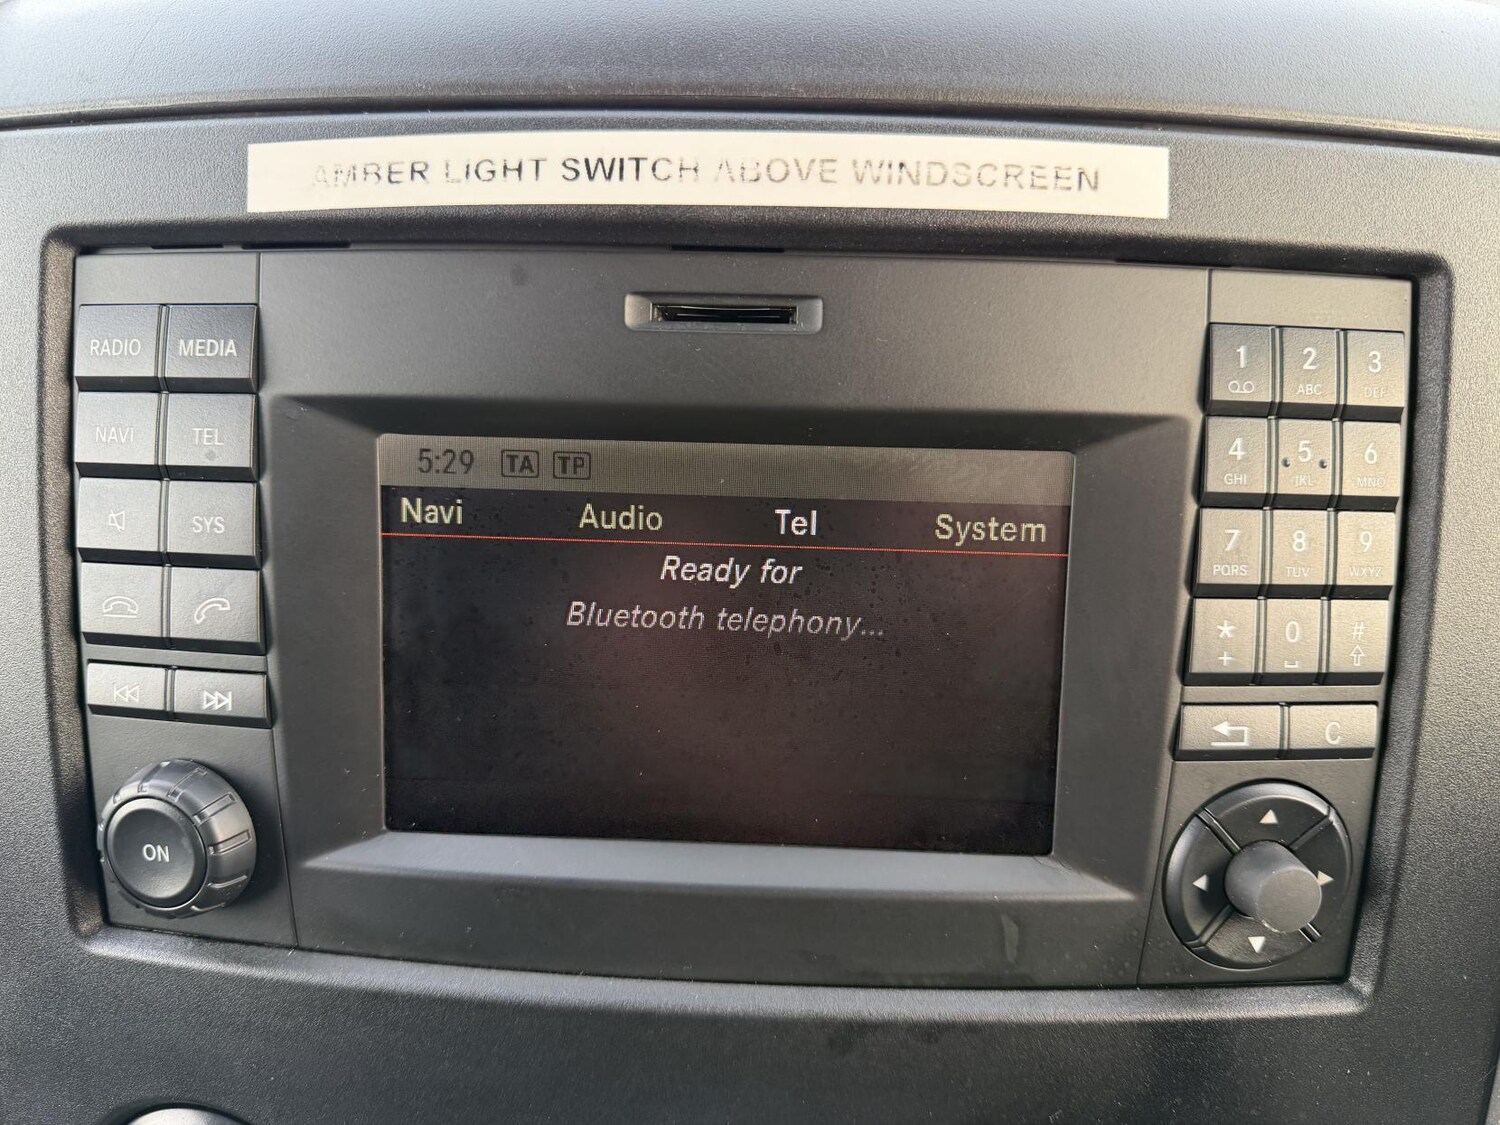 AMBER LIGHT SWITCH ABOVE WINDSCREEN
RADIO MEDIA
NAVI TEL
SYS
ON
5:29 TA TP
Navi Audio Tel System
Ready for
Bluetooth telephony...
1 2 3
ABC DEF
4 5 6
GHI JKL MNO
7 8 9
PQRS TUV WXYZ
* 0 #
+
C